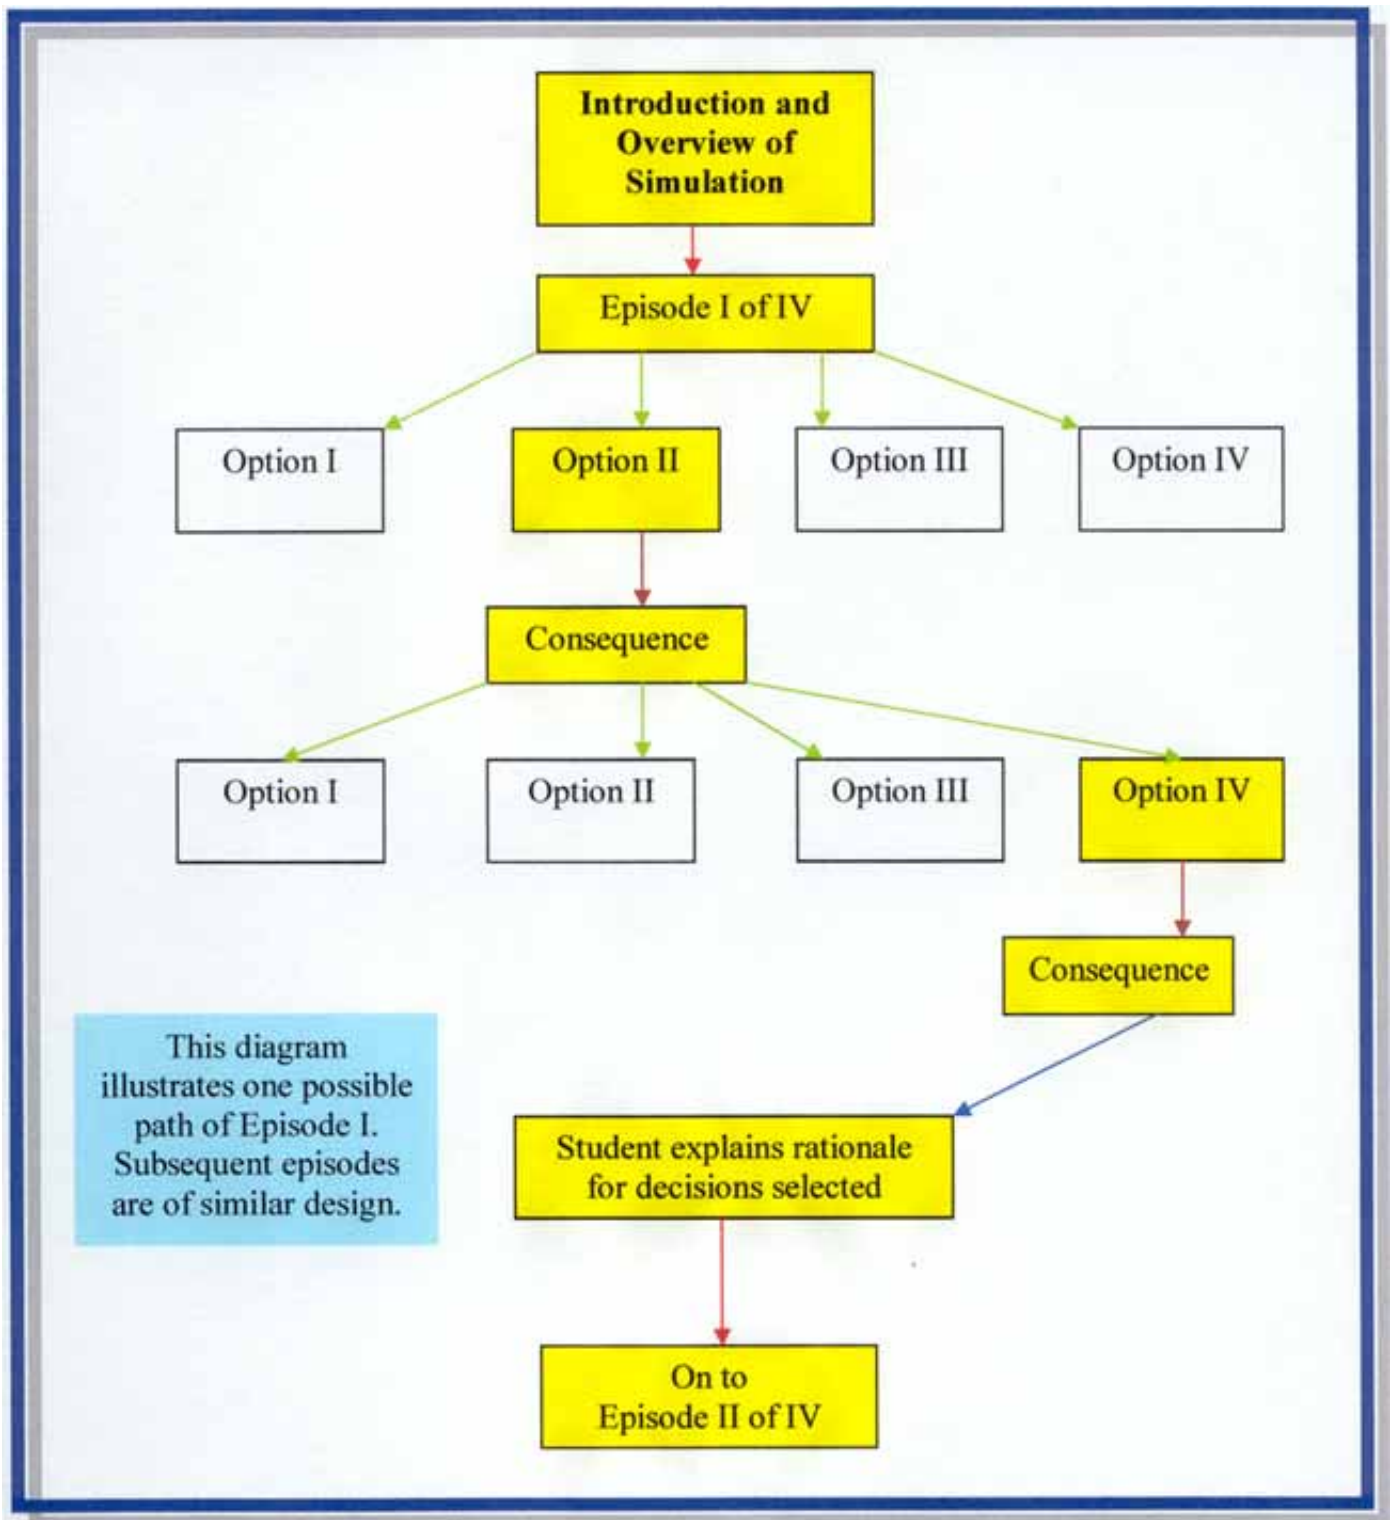 Introduction and
Overview of
Simulation
Episode I of IV
Option I
Option II
Option III
Option IV
Consequence
Option I
Option II
Option III
Option IV
Consequence
This diagram
illustrates one possible
path of Episode I.
Subsequent episodes
are of similar design.
Student explains rationale
for decisions selected
On to
Episode II of IV